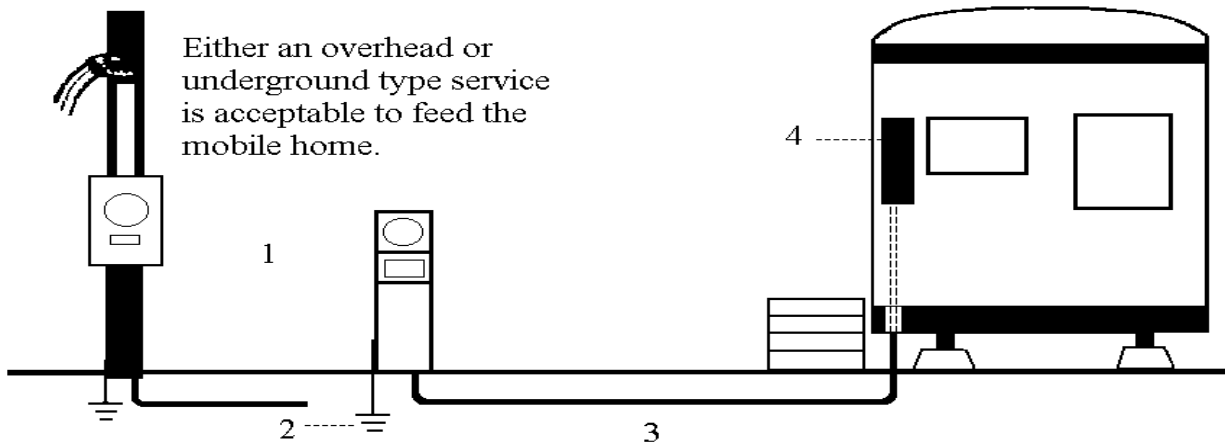 Either an overhead or
underground type service
is acceptable to feed the
mobile home.
4
1
2
3